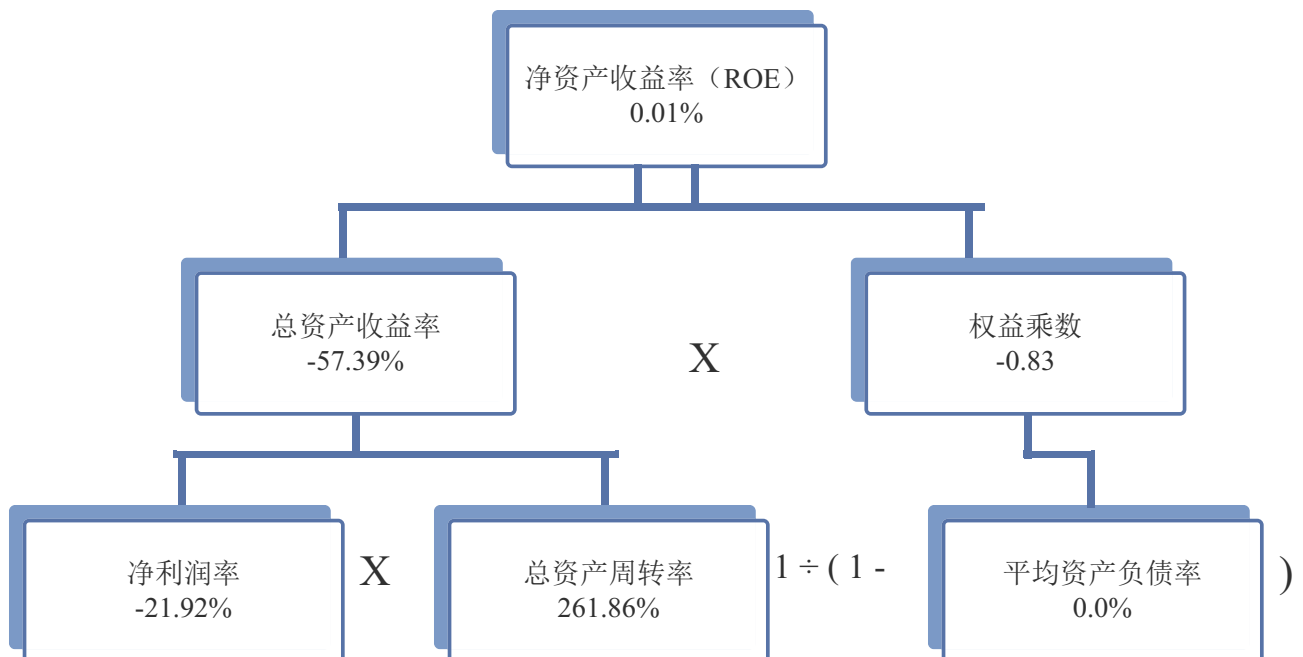 净资产收益率（ROE）
0.01%
总资产收益率
-57.39%
X
权益乘数
-0.83
净利润率
-21.92%
X
总资产周转率
261.86%
1 ÷ ( 1 -
平均资产负债率
0.0%
)